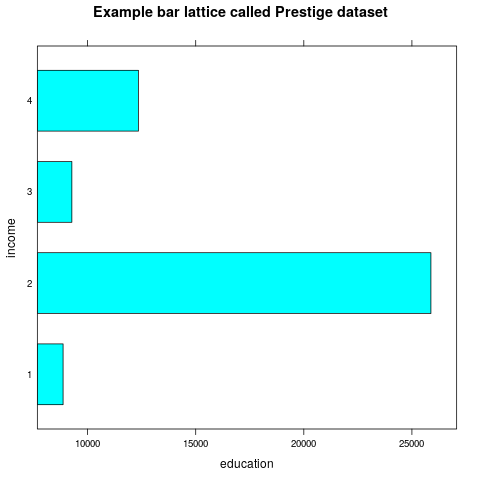 Example bar lattice called Prestige dataset
4
3
2
1
income
10000 15000 20000 25000
education